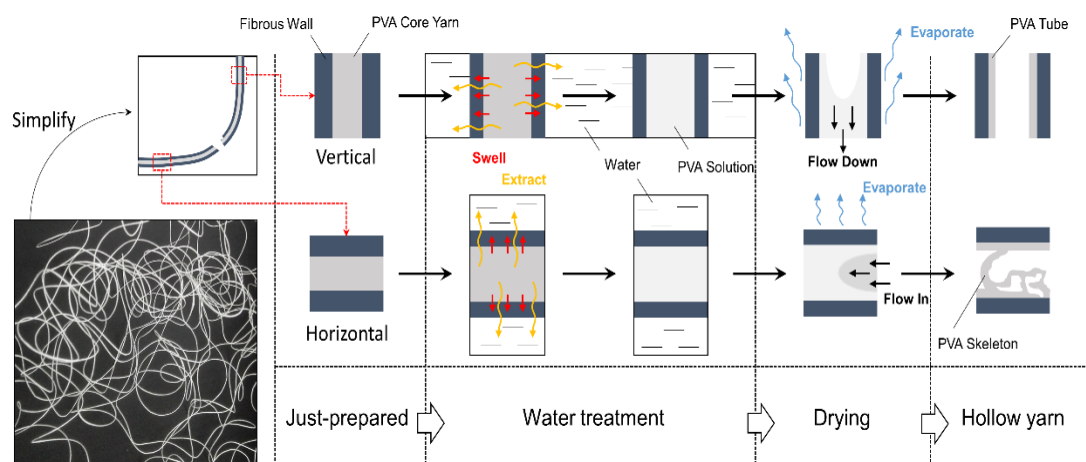 Fibrous Wall
PVA Core Yarn
Evaporate
PVA Tube
Simplify
Vertical
Swell
Extract
Water
PVA Solution
Flow Down
Evaporate
Horizontal
Flow In
PVA Skeleton
Just-prepared
Water treatment
Drying
Hollow yarn